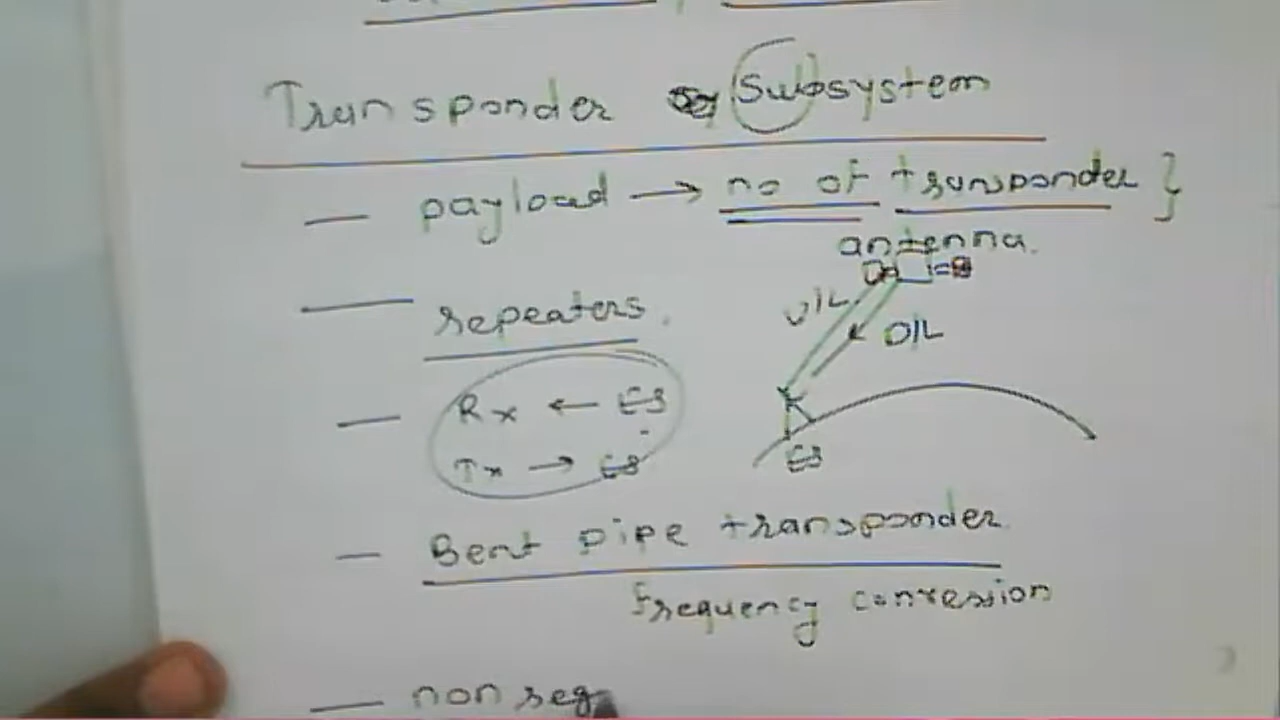 Transponder Subsystem
— payload → no of transponder }
antenna.
— repeaters.
U/L
D/L
— Rx ← ES
Tx → ES
ES
— Bent pipe transponder
frequency conversion
— non reg